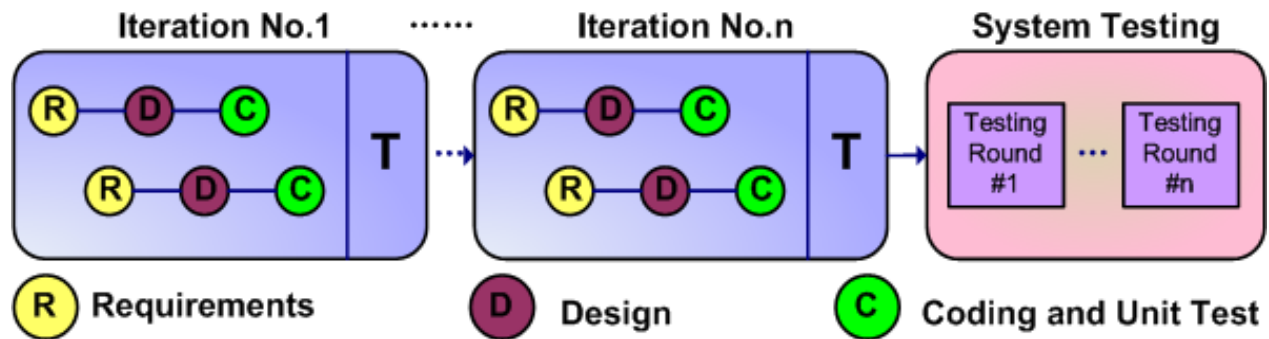 Iteration No.1 ...... Iteration No.n System Testing
R D C R D C
T T
Testing Round #1 ... Testing Round #n
R D C R D C
R Requirements D Design C Coding and Unit Test